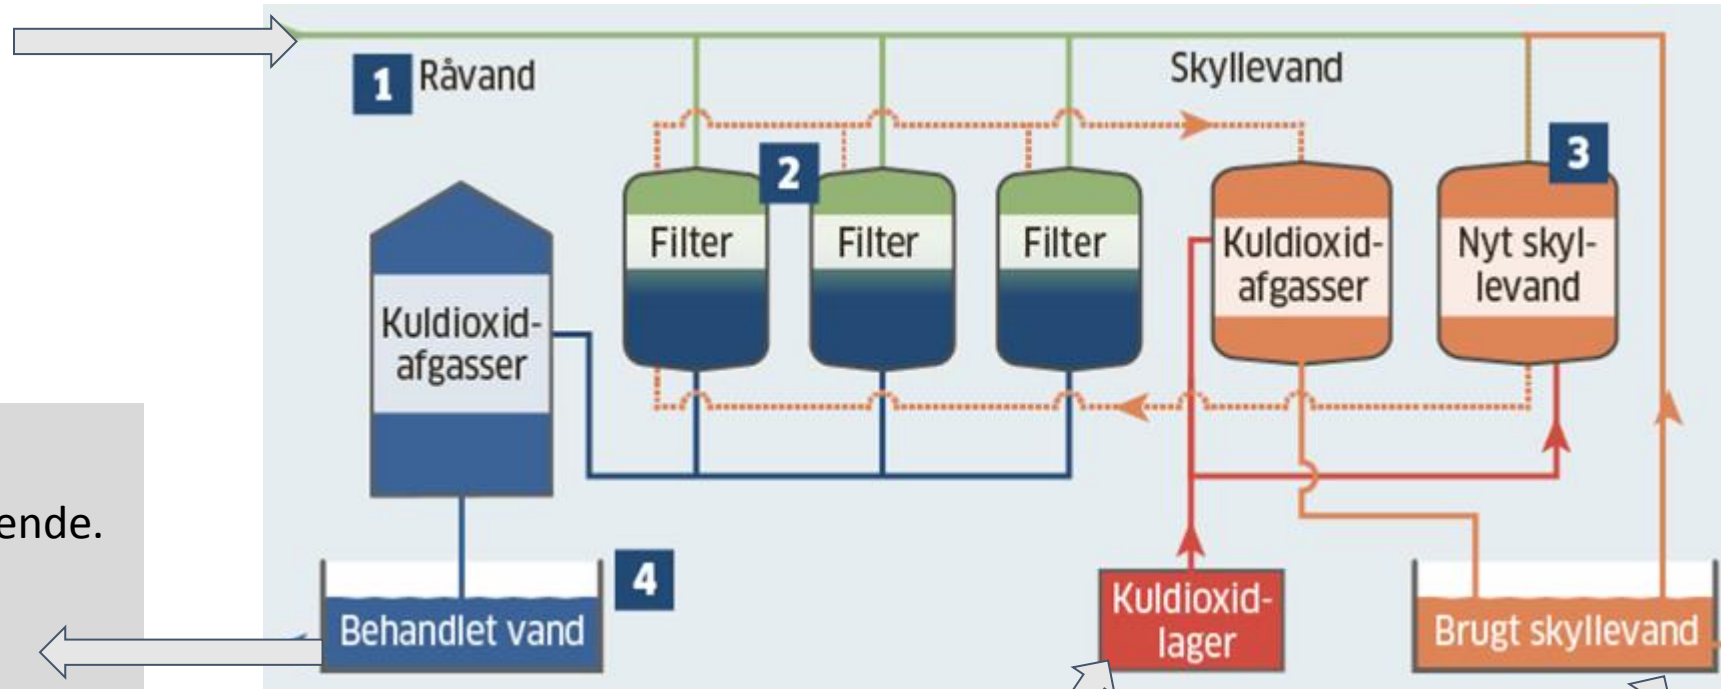 1 Råvand
Skyllevand
2
3
Filter
Filter
Filter
Kuldioxid-
afgasser
Nyt skyl-
levand
Kuldioxid-
afgasser
ende.
4
Behandlet vand
Kuldioxid-
lager
Brugt skyllevand